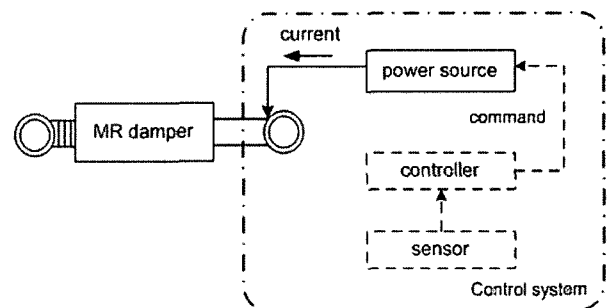 current
power source
MR damper
command
controller
sensor
Control system